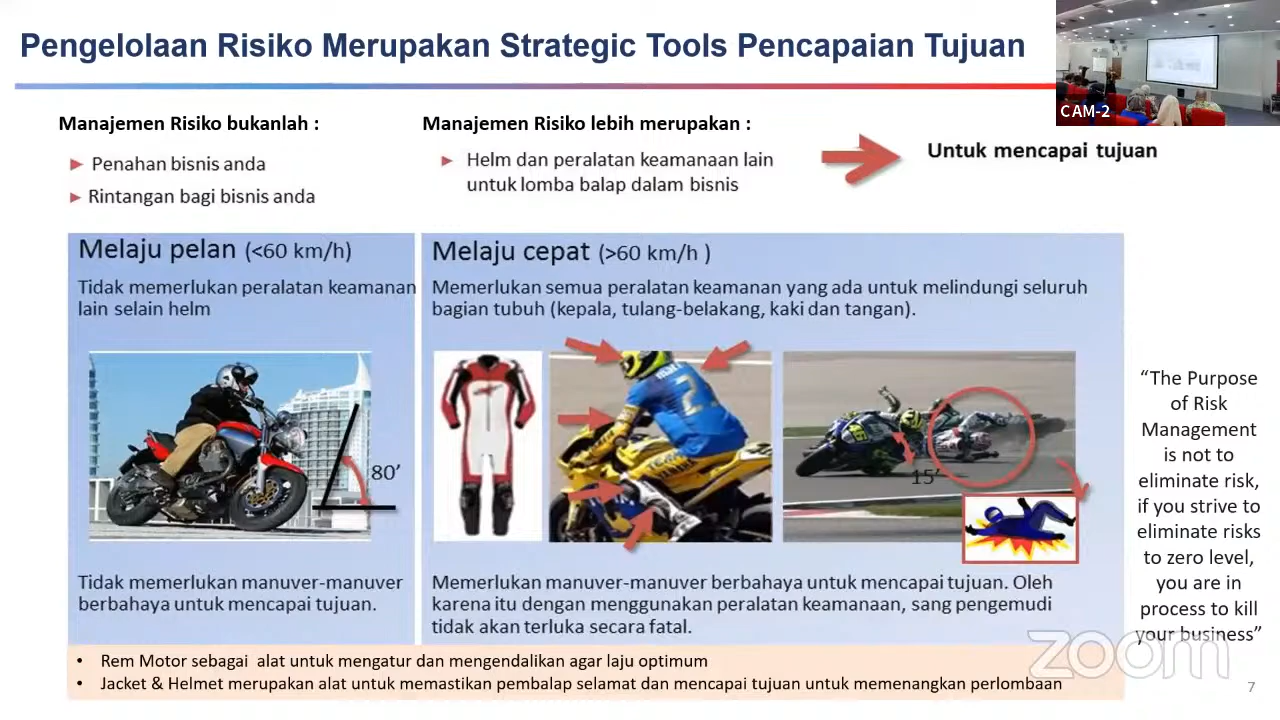 Pengelolaan Risiko Merupakan Strategic Tools Pencapaian Tujuan
CAM-2
Manajemen Risiko bukanlah :
Penahan bisnis anda
Rintangan bagi bisnis anda
Manajemen Risiko lebih merupakan :
Helm dan peralatan keamanaan lain
untuk lomba balap dalam bisnis
Untuk mencapai tujuan
Melaju pelan (<60 km/h)
Tidak memerlukan peralatan keamanan
lain selain helm
80’
Tidak memerlukan manuver-manuver
berbahaya untuk mencapai tujuan.
Melaju cepat (>60 km/h )
Memerlukan semua peralatan keamanan yang ada untuk melindungi seluruh
bagian tubuh (kepala, tulang-belakang, kaki dan tangan).
2
46
15’
Memerlukan manuver-manuver berbahaya untuk mencapai tujuan. Oleh
karena itu dengan menggunakan peralatan keamanaan, sang pengemudi
tidak akan terluka secara fatal.
“The Purpose
of Risk
Management
is not to
eliminate risk,
if you strive to
eliminate risks
to zero level,
you are in
process to kill
your business”
• Rem Motor sebagai alat untuk mengatur dan mengendalikan agar laju optimum
• Jacket & Helmet merupakan alat untuk memastikan pembalap selamat dan mencapai tujuan untuk memenangkan perlombaan
zoom
7